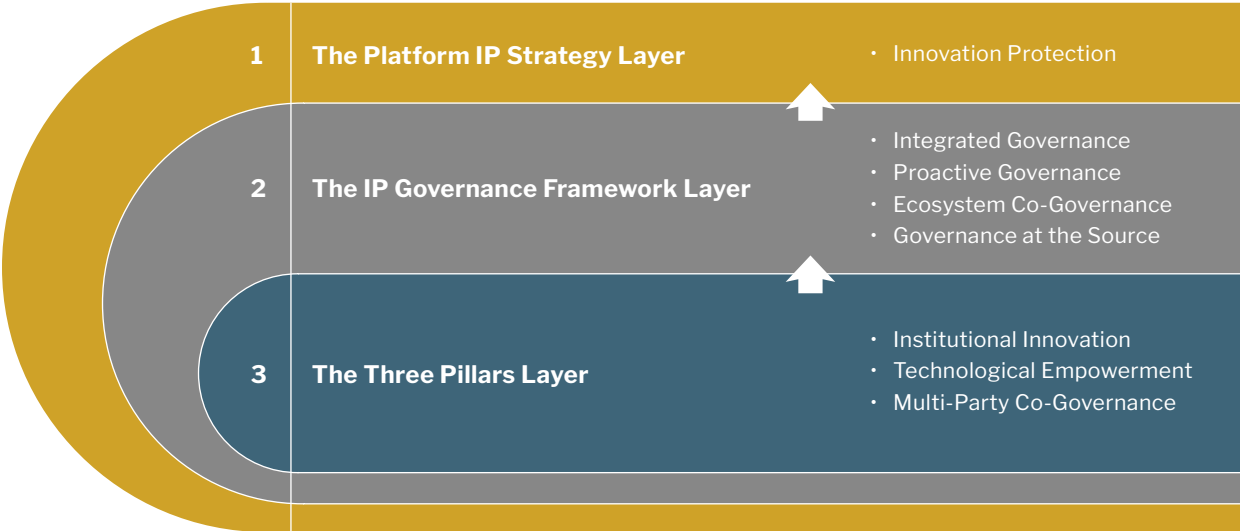 1 The Platform IP Strategy Layer
• Innovation Protection
2 The IP Governance Framework Layer
• Integrated Governance
• Proactive Governance
• Ecosystem Co-Governance
• Governance at the Source
3 The Three Pillars Layer
• Institutional Innovation
• Technological Empowerment
• Multi-Party Co-Governance